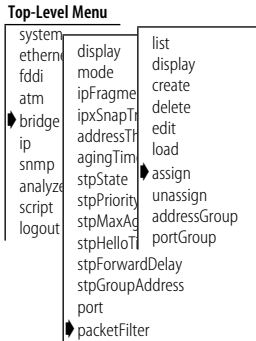 Top-Level Menu
system
ethern
fddi
atm
bridge
ip
snmp
analyze
script
logout
display
mode
ipFragme
ipxSnapTr
addressTh
agingTim
stpState
stpPriority
stpMaxAg
stpHelloTi
stpForwardDelay
stpGroupAddress
port
packetFilter
list
display
create
delete
edit
load
assign
unassign
addressGroup
portGroup